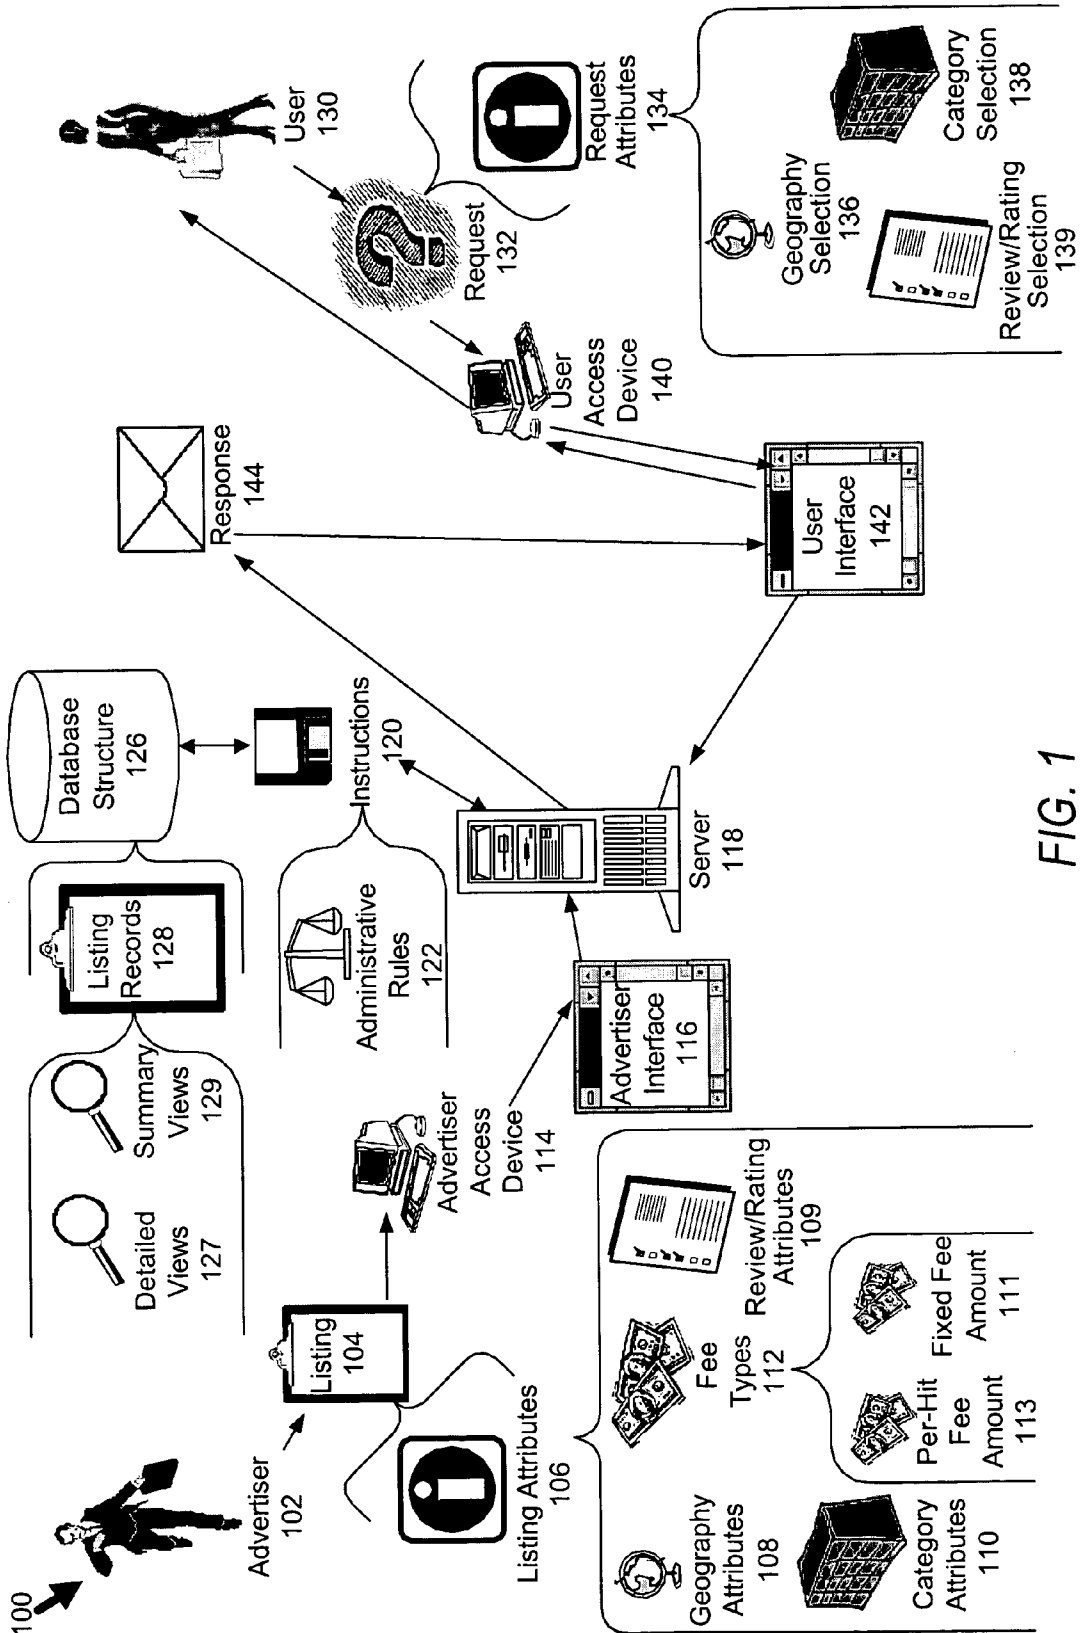 100
Advertiser
102
Listing
104
Listing Attributes
106
Geography
Attributes
108
Category
Attributes
110
Fee
Types
112
Per-Hit
Fee
Amount
113
Fixed Fee
Amount
111
Review/Rating
Attributes
109
Detailed
Views
127
Summary
Views
129
Listing
Records
128
Database
Structure
126
Administrative
Rules
122
Instructions
120
Advertiser
Access
Device
114
Advertiser
Interface
116
Server
118
Response
144
User
Interface
142
User
Access
Device
140
Request
132
User
130
Request
Attributes
134
Geography
Selection
136
Category
Selection
138
Review/Rating
Selection
139
FIG. 1